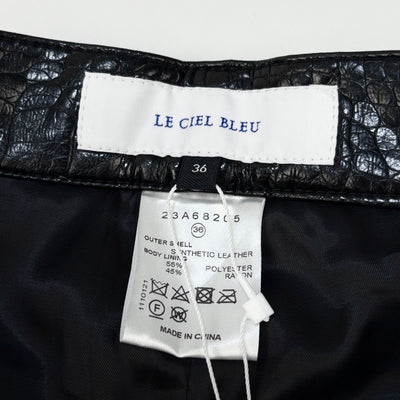 LE CIEL BLEU
36
23A68205
36
OUTER SHELL
SYNTHETIC LEATHER
BODY LINING
55% POLYESTER
45% RAYON
1110121
F W
MADE IN CHINA